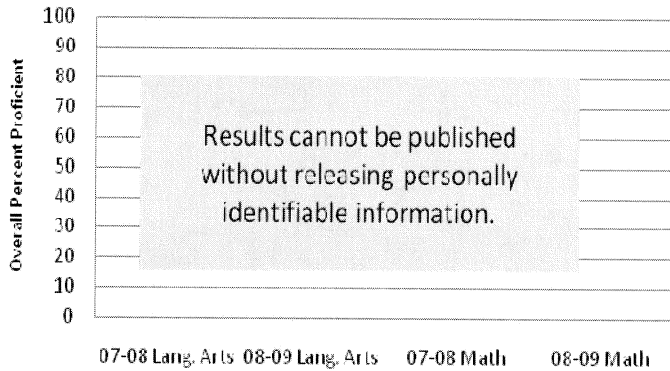 Overall Percent Proficient
100
90
80
70
60
50
40
30
20
10
0
Results cannot be published
without releasing personally
identifiable information.
07-08 Lang. Arts 08-09 Lang. Arts 07-08 Math 08-09 Math